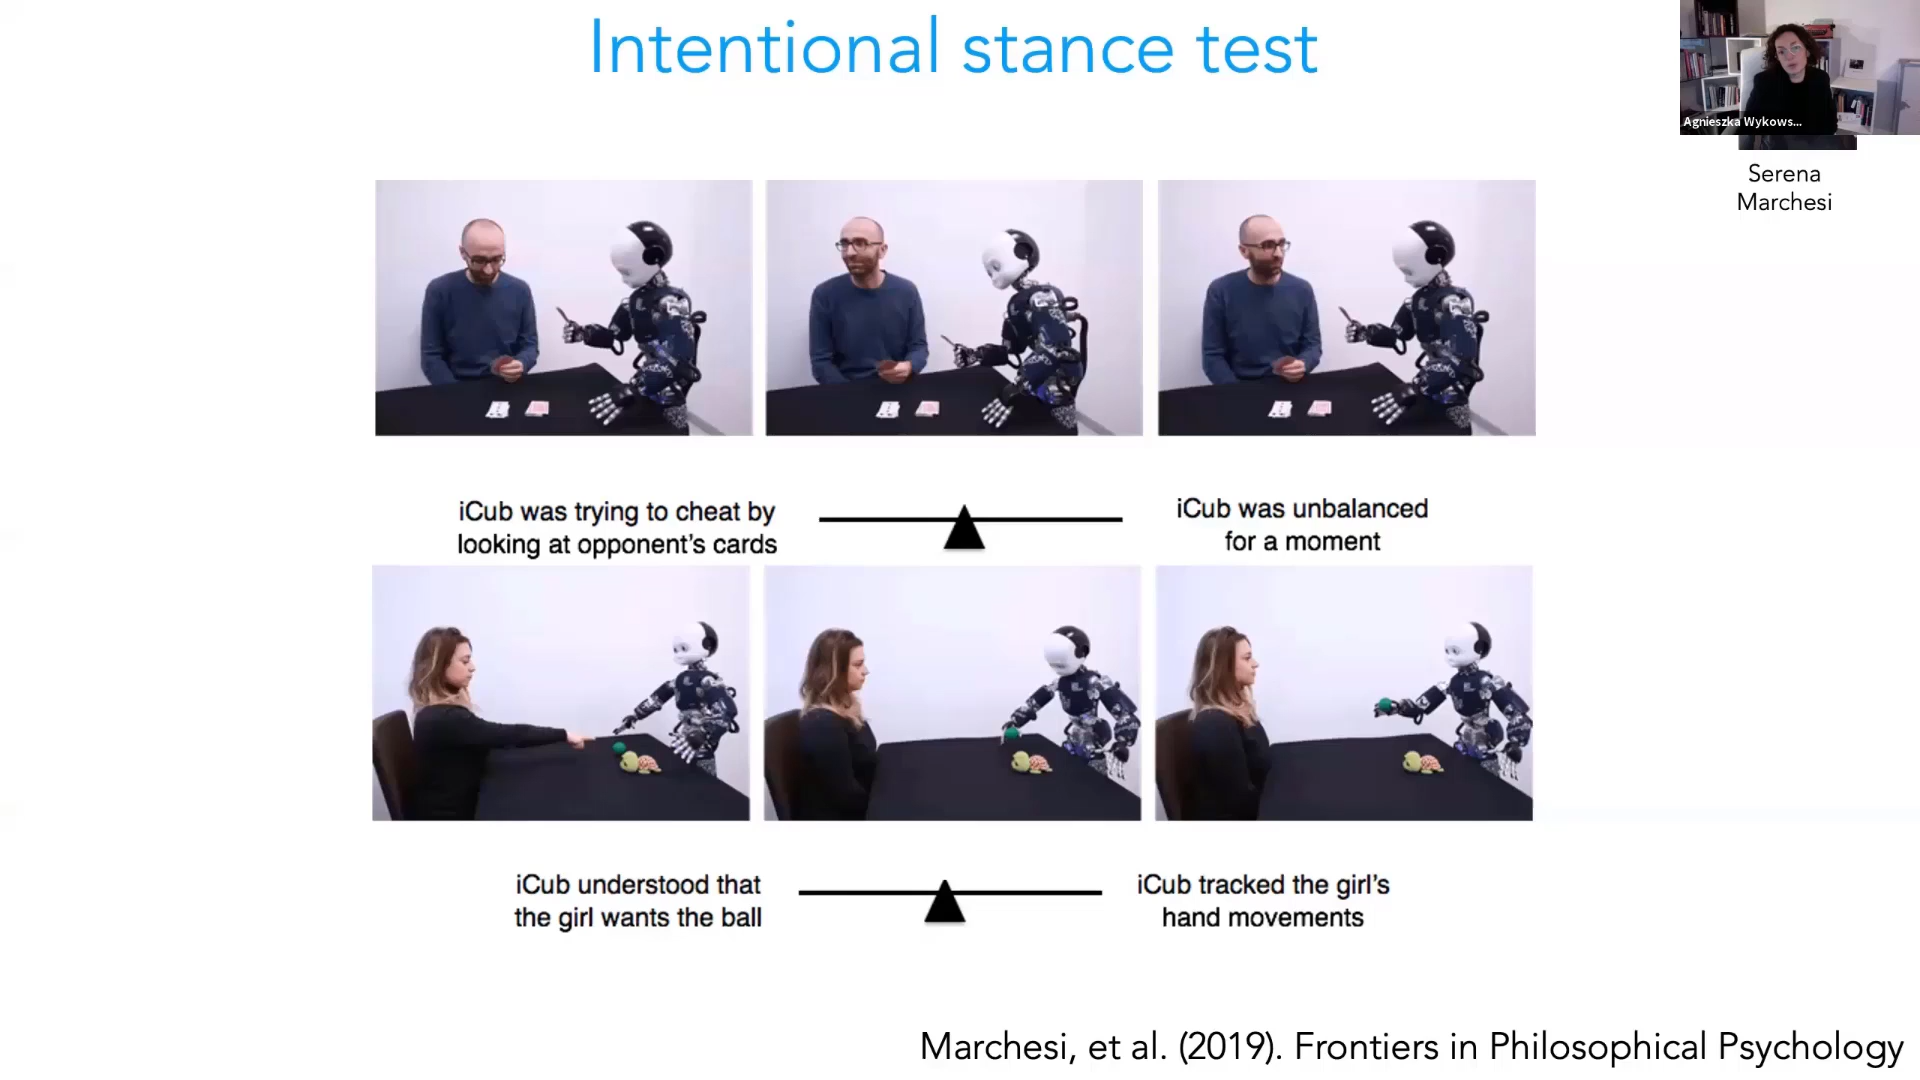 Intentional stance test
Agnieszka Wykows...
Serena
Marchesi
iCub was trying to cheat by
looking at opponent's cards
iCub was unbalanced
for a moment
iCub understood that
the girl wants the ball
iCub tracked the girl's
hand movements
Marchesi, et al. (2019). Frontiers in Philosophical Psychology